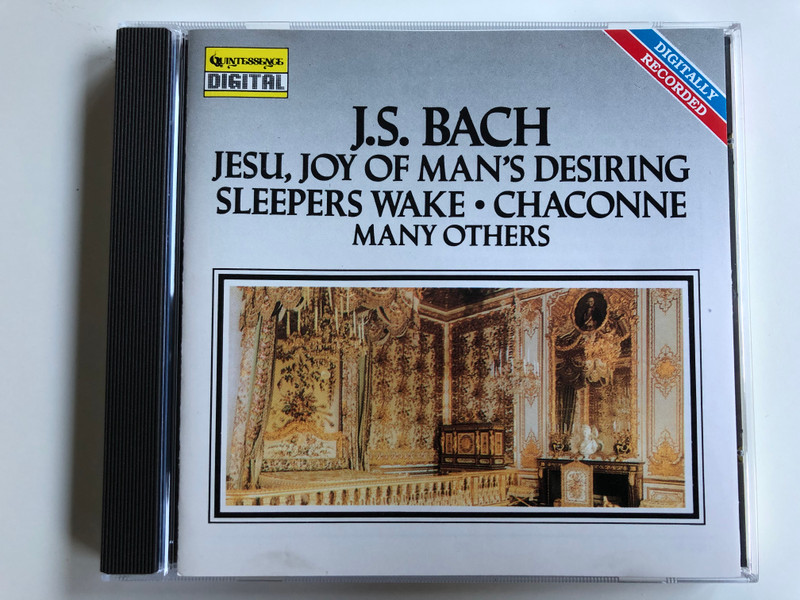 QUINTESSENCE
DIGITAL
DIGITALLY
RECORDED
J.S. BACH
JESU, JOY OF MAN'S DESIRING
SLEEPERS WAKE • CHACONNE
MANY OTHERS